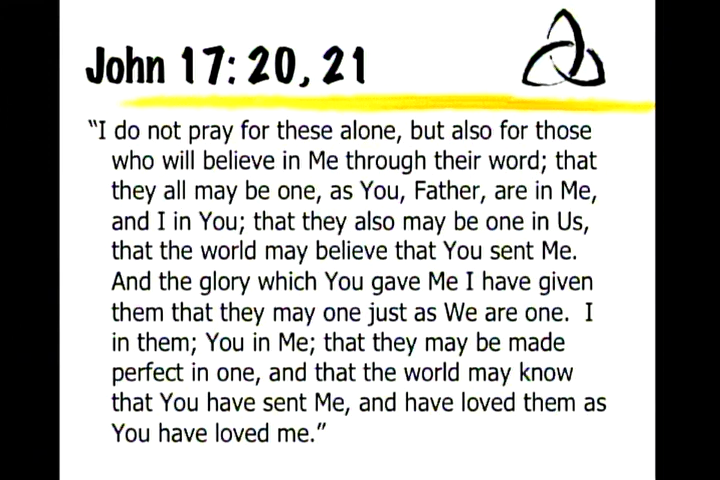 John 17: 20, 21
“I do not pray for these alone, but also for those
who will believe in Me through their word; that
they all may be one, as You, Father, are in Me,
and I in You; that they also may be one in Us,
that the world may believe that You sent Me.
And the glory which You gave Me I have given
them that they may one just as We are one.  I
in them; You in Me; that they may be made
perfect in one, and that the world may know
that You have sent Me, and have loved them as
You have loved me.”